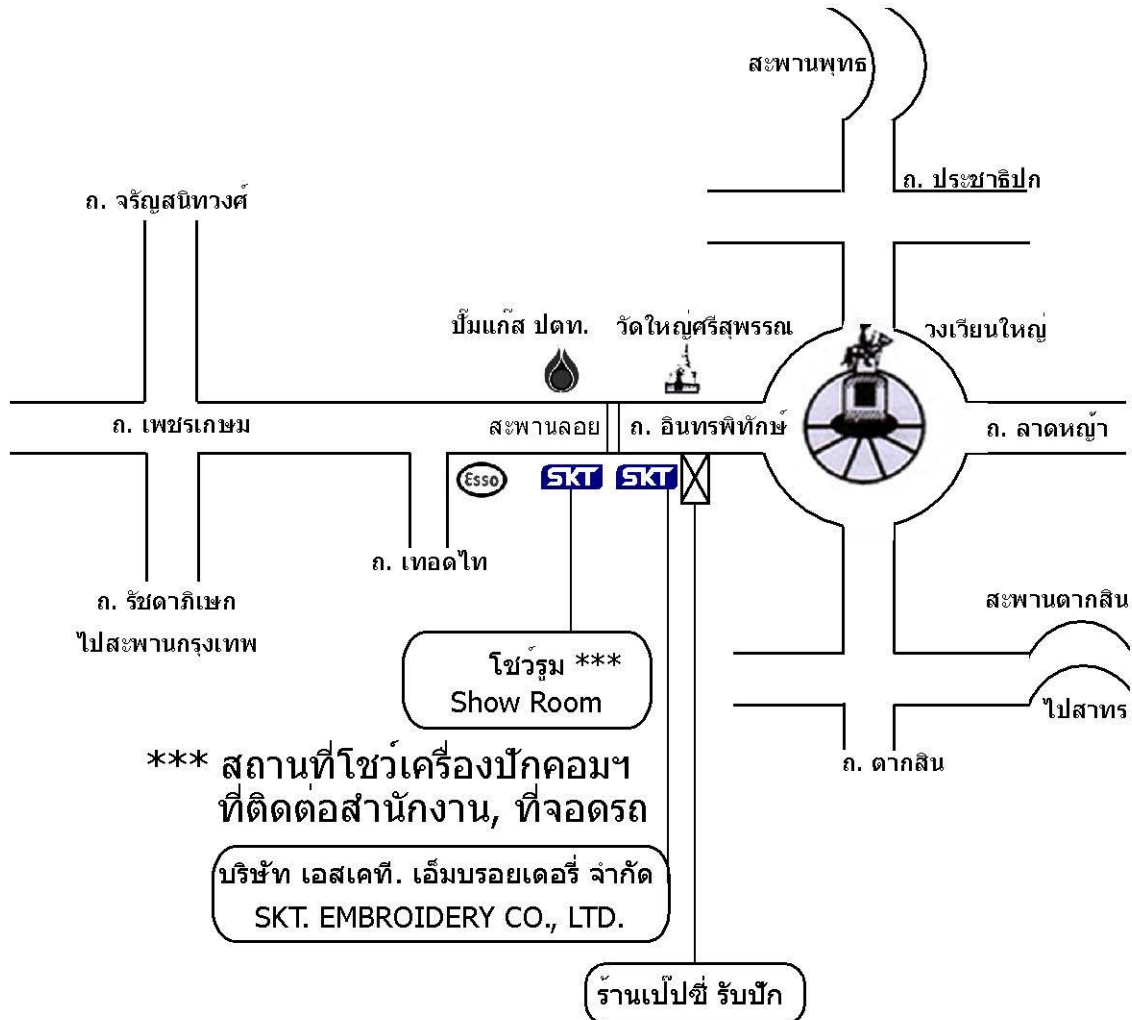 สะพานพุทธ
ถ. ประชาธิปก
ถ. จรัญสนิทวงศ์
ปั๊มแก๊ส ปตท.
วัดใหญ่ศรีสุพรรณ
วงเวียนใหญ่
ถ. เพชรเกษม
สะพานลอย
ถ. อินทรพิทักษ์
ถ. ลาดหญ้า
Esso
SKT
SKT
ถ. เทอดไท
ถ. รัชดาภิเษก
ไปสะพานกรุงเทพ
สะพานตากสิน
ไปสาทร
ถ. ตากสิน
โชว์รูม ***
Show Room
*** สถานที่โชว์เครื่องปักคอมฯ
ที่ติดต่อสำนักงาน, ที่จอดรถ
บริษัท เอสเคที. เอ็มบรอยเดอรี่ จำกัด
SKT. EMBROIDERY CO., LTD.
ร้านเป๊ปซี่ รับปัก